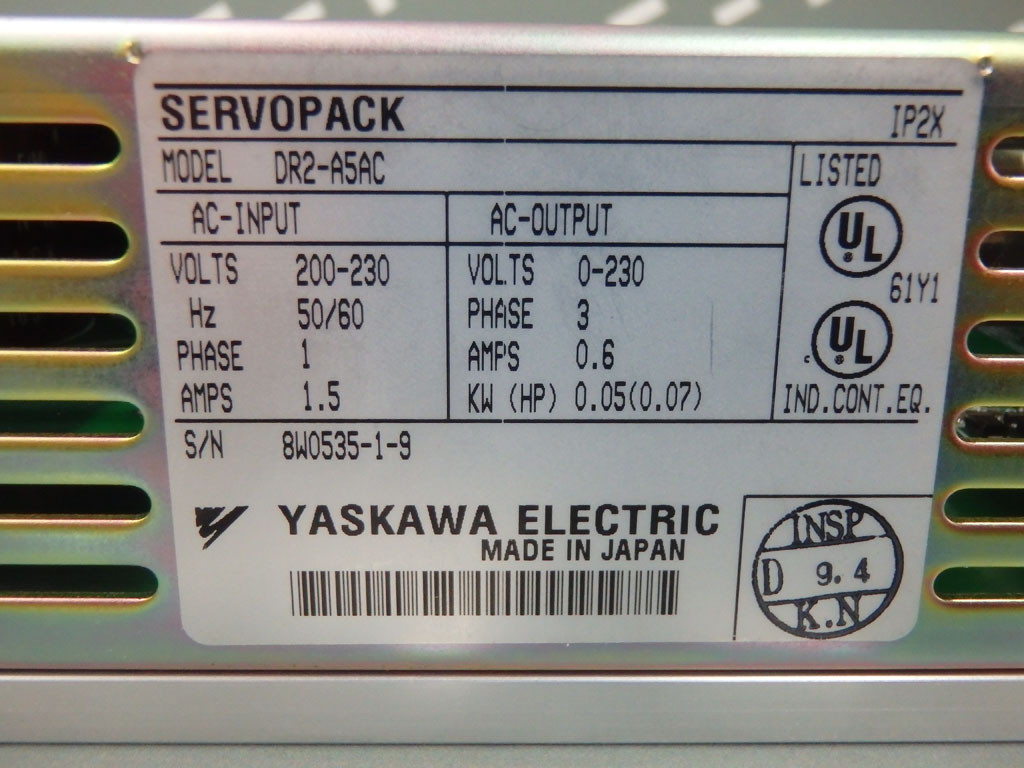 SERVOPACK IP2X
MODEL DR2-A5AC LISTED
AC-INPUT AC-OUTPUT
UL
VOLTS 200-230 VOLTS 0-230
61Y1
Hz 50/60 PHASE 3
c UL
PHASE 1 AMPS 0.6
AMPS 1.5 KW (HP) 0.05(0.07) IND.CONT.EQ.
S/N 8W0535-1-9
YASKAWA ELECTRIC
MADE IN JAPAN
INSP
D 9.4
K.N